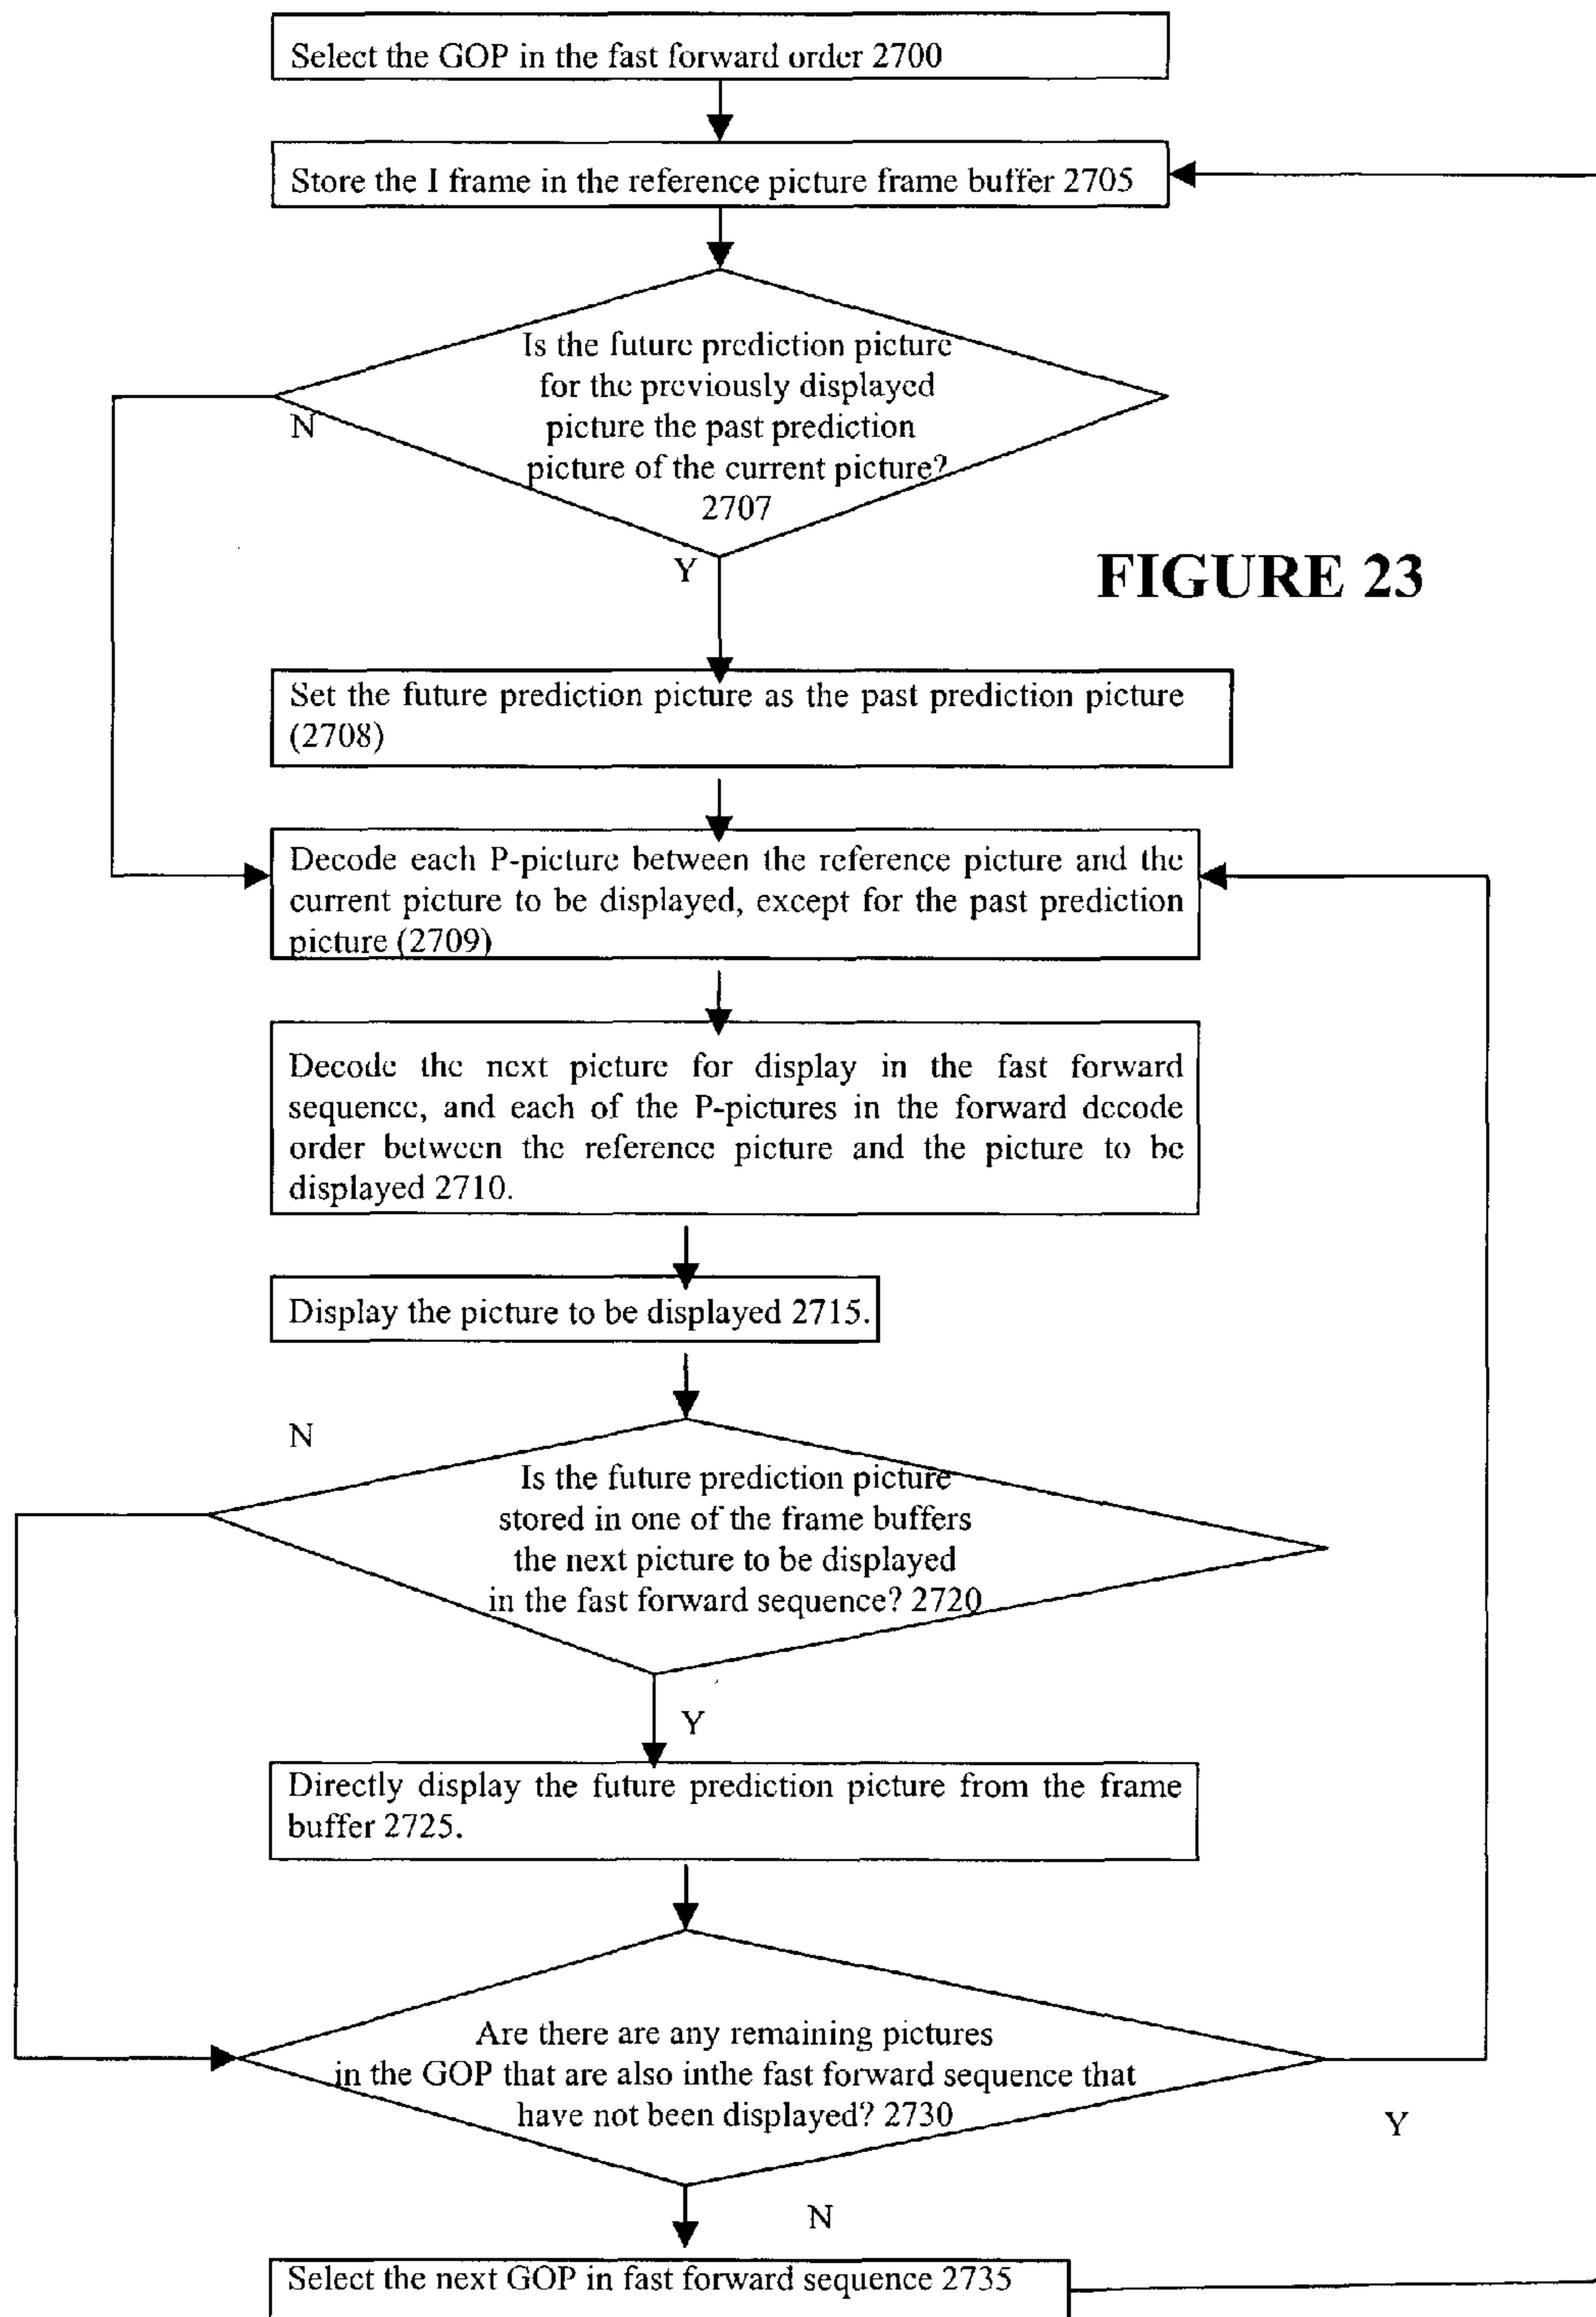 Select the GOP in the fast forward order 2700
Store the I frame in the reference picture frame buffer 2705
Is the future prediction picture
for the previously displayed
picture the past prediction
picture of the current picture?
2707
N
Y
FIGURE 23
Set the future prediction picture as the past prediction picture
(2708)
Decode each P-picture between the reference picture and the
current picture to be displayed, except for the past prediction
picture (2709)
Decode the next picture for display in the fast forward
sequence, and each of the P-pictures in the forward decode
order between the reference picture and the picture to be
displayed 2710.
Display the picture to be displayed 2715.
N
Is the future prediction picture
stored in one of the frame buffers
the next picture to be displayed
in the fast forward sequence? 2720
Y
Directly display the future prediction picture from the frame
buffer 2725.
Are there are any remaining pictures
in the GOP that are also inthe fast forward sequence that
have not been displayed? 2730
Y
N
Select the next GOP in fast forward sequence 2735